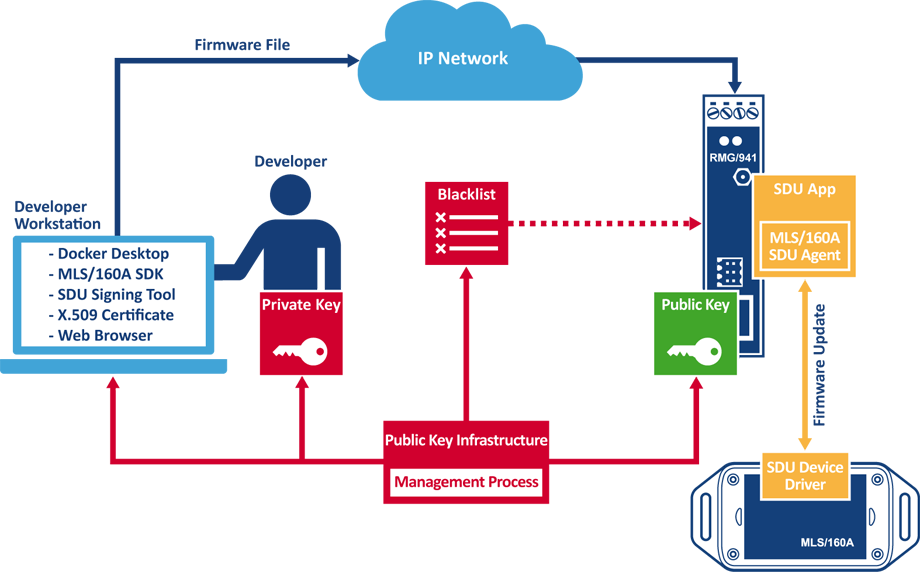 Firmware File
IP Network
Developer
Developer
Workstation
- Docker Desktop
- MLS/160A SDK
- SDU Signing Tool
- X.509 Certificate
- Web Browser
Private Key
Blacklist
RMG/941
SDU App
MLS/160A
SDU Agent
Public Key
Firmware Update
Public Key Infrastructure
Management Process
SDU Device
Driver
MLS/160A